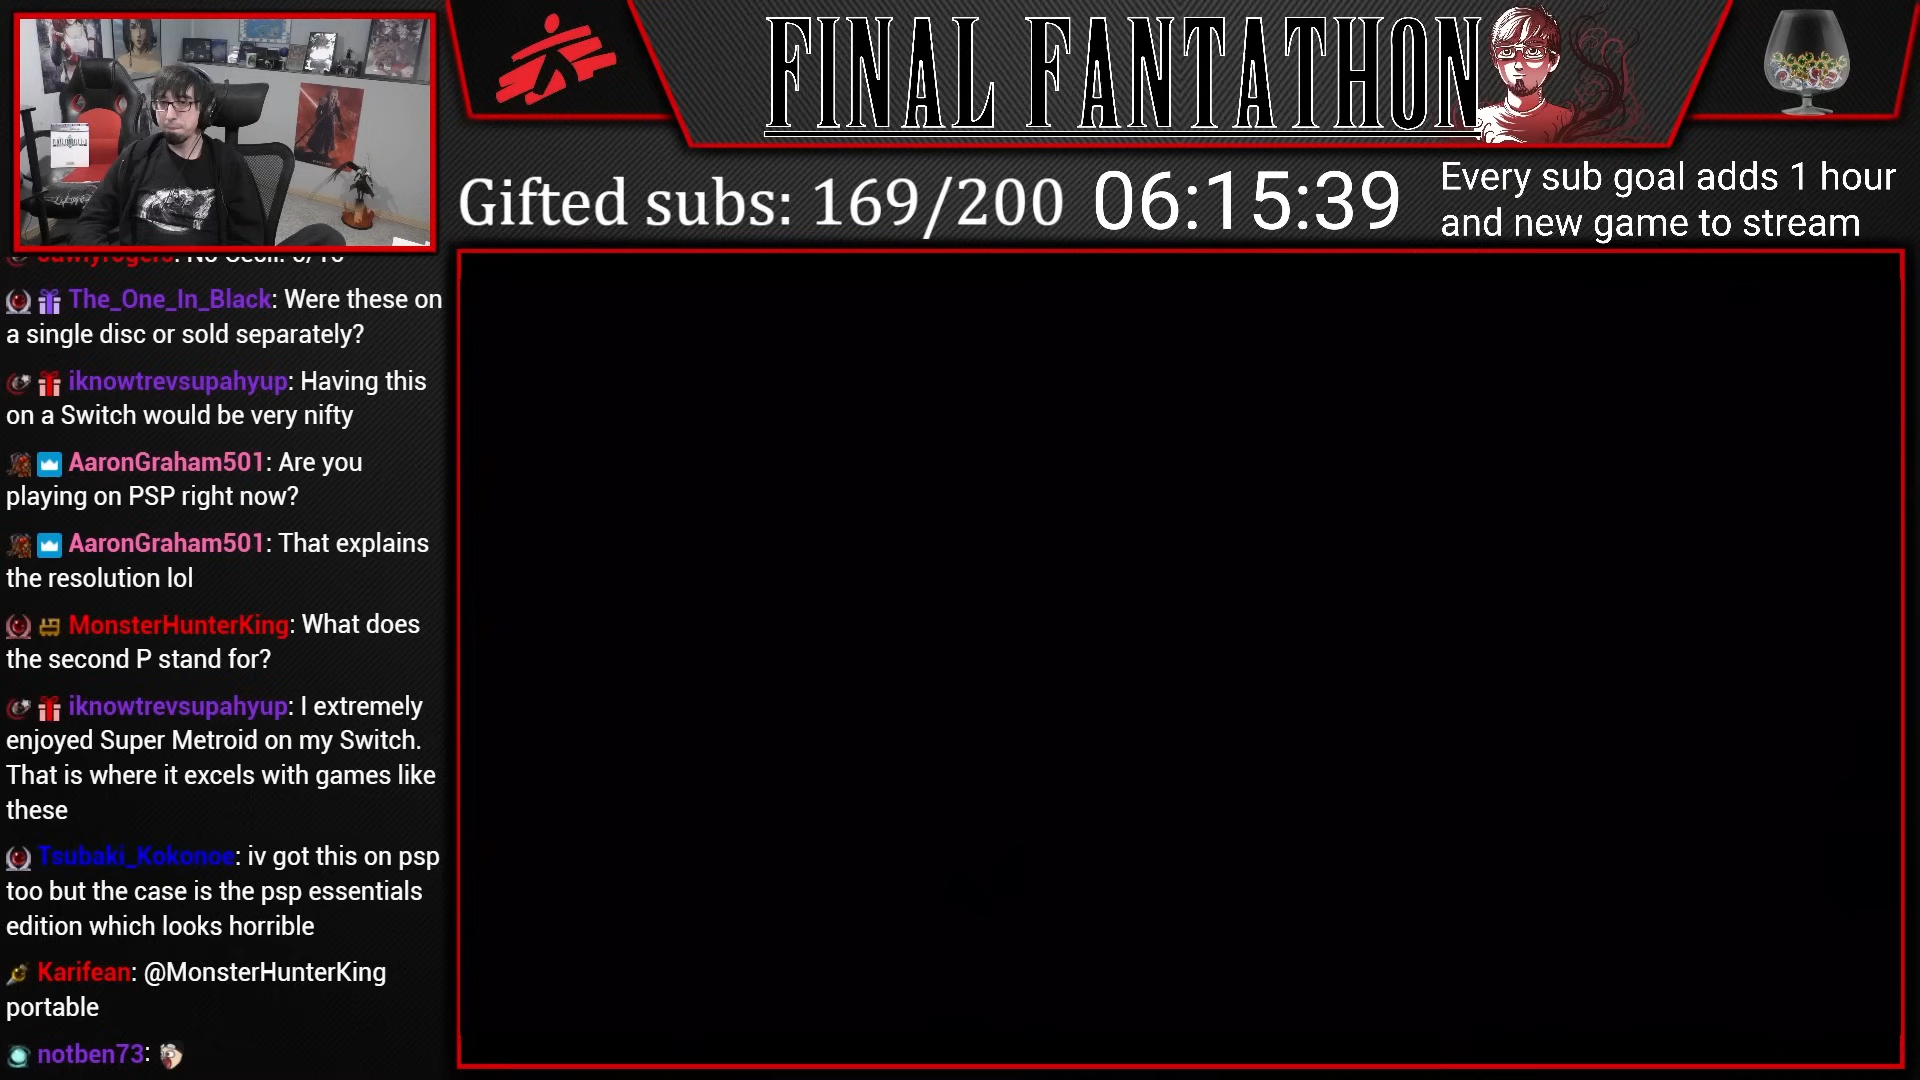 FINAL FANTATHON
Gifted subs: 169/200
06:15:39
Every sub goal adds 1 hour
and new game to stream
The_One_In_Black: Were these on
a single disc or sold separately?
iknowtrevsupahyup: Having this
on a Switch would be very nifty
AaronGraham501: Are you
playing on PSP right now?
AaronGraham501: That explains
the resolution lol
MonsterHunterKing: What does
the second P stand for?
iknowtrevsupahyup: I extremely
enjoyed Super Metroid on my Switch.
That is where it excels with games like
these
Tsubaki_Kokonoe: iv got this on psp
too but the case is the psp essentials
edition which looks horrible
Karifean: @MonsterHunterKing
portable
notben73: